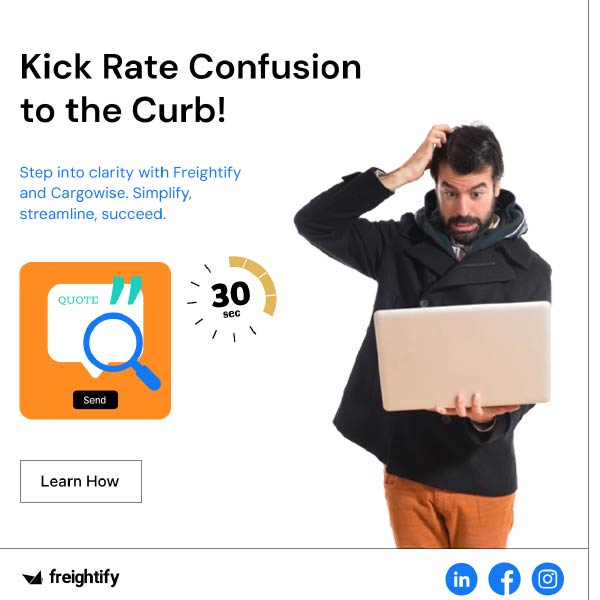 Kick Rate Confusion
to the Curb!
Step into clarity with Freightify
and Cargowise. Simplify,
streamline, succeed.
QUOTE
30
sec
Send
Learn How
freightify
in